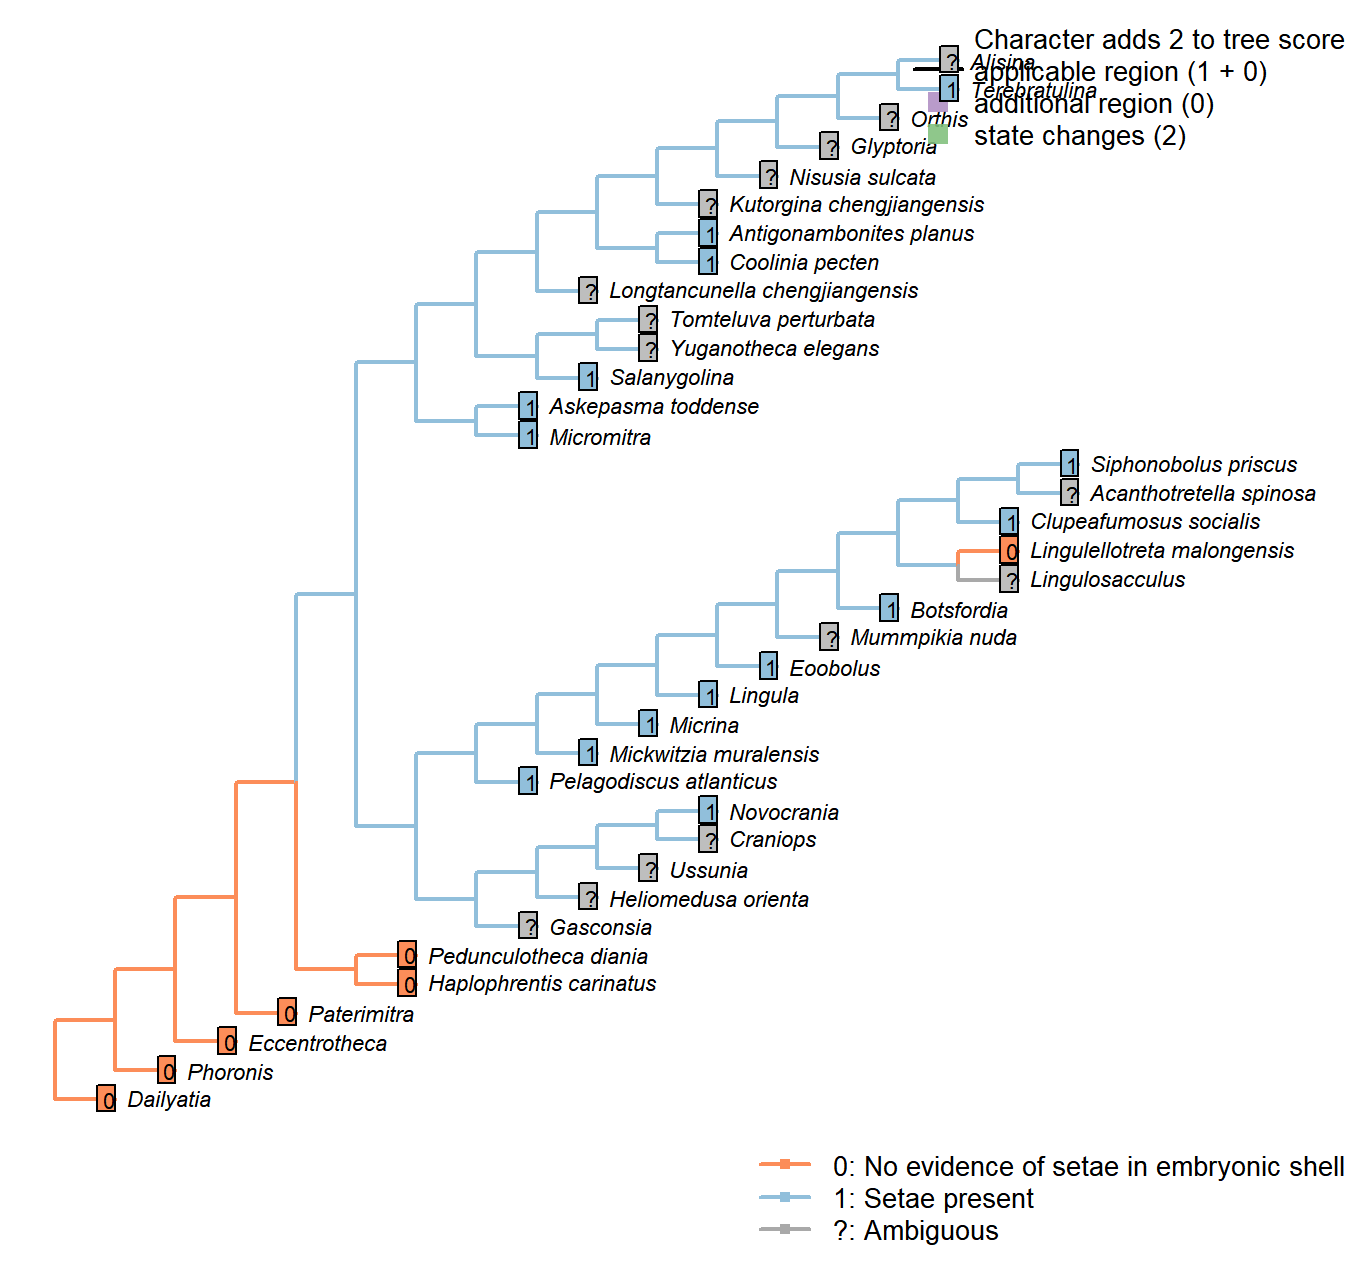 Character adds 2 to tree score
? Alisina
applicable region (1 + 0)
1 Terebratulina
additional region (0)
? Orthis
state changes (2)
? Glyptoria
? Nisusia sulcata
? Kutorgina chengjiangensis
1 Antigonambonites planus
1 Coolinia pecten
? Longtancunella chengjiangensis
? Tomteluva perturbata
? Yuganotheca elegans
1 Salanygolina
1 Askepasma toddense
1 Micromitra
1 Siphonobolus priscus
? Acanthotretella spinosa
1 Clupeafumosus socialis
0 Lingulellotreta malongensis
? Lingulosacculus
1 Botsfordia
? Mummpikia nuda
1 Eoobolus
1 Lingula
1 Micrina
1 Mickwitzia muralensis
1 Pelagodiscus atlanticus
1 Novocrania
? Craniops
? Ussunia
? Heliomedusa orienta
? Gasconsia
0 Pedunculotheca diania
0 Haplophrentis carinatus
0 Paterimitra
0 Eccentrotheca
0 Phoronis
0 Dailyatia
0: No evidence of setae in embryonic shell
1: Setae present
?: Ambiguous